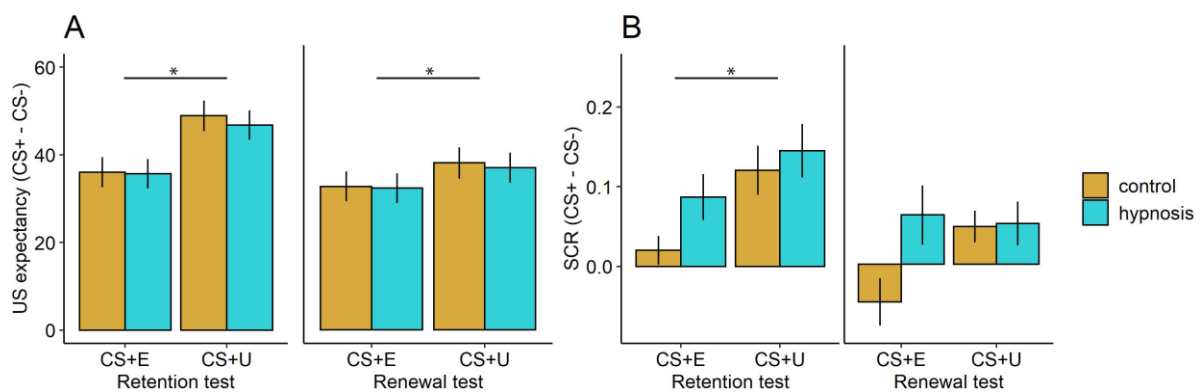 A
US expectancy (CS+ - CS-)
60
40
20
0
*
*
CS+E
CS+U
CS+E
CS+U
Retention test
Renewal test
B
SCR (CS+ - CS-)
0.2
0.1
0.0
*
CS+E
CS+U
CS+E
CS+U
Retention test
Renewal test
control
hypnosis